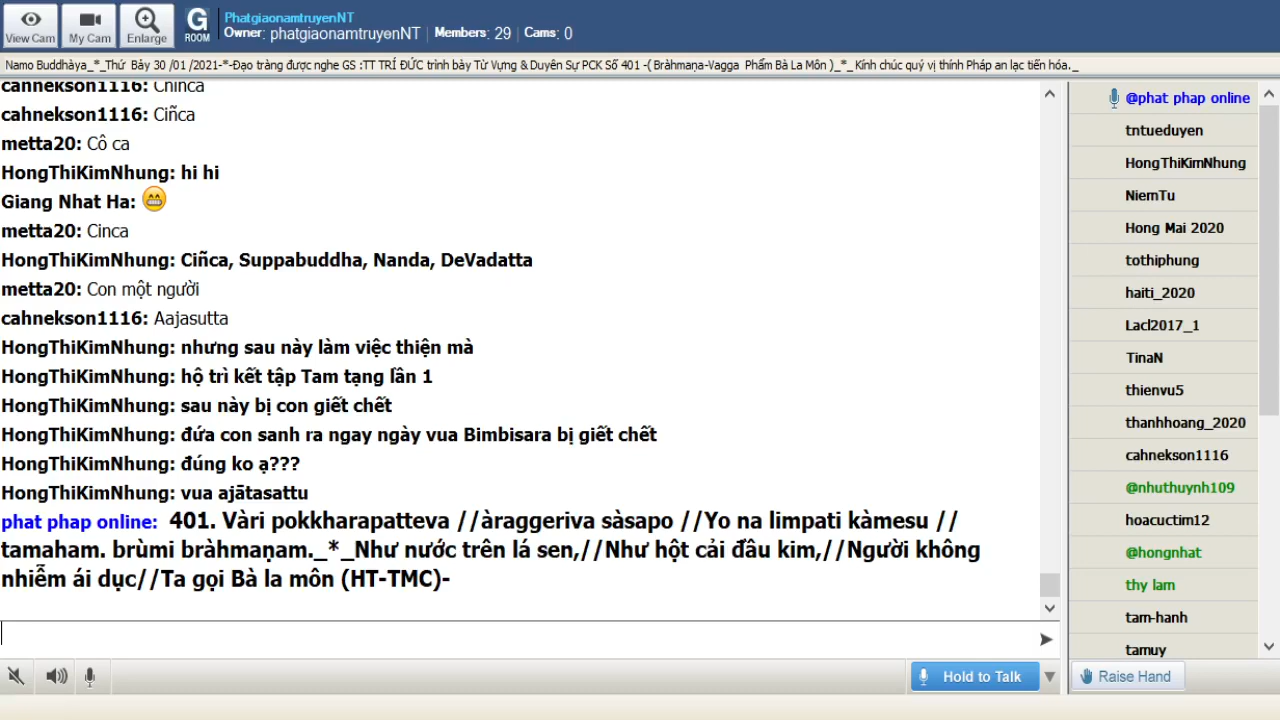 View Cam
My Cam
Enlarge
G
ROOM
PhatgiaonamtruyenNT
Owner: phatgiaonamtruyenNT | Members: 29 | Cams: 0
Namo Buddhàya_*_Thứ Bảy 30 /01 /2021-*-Đạo tràng được nghe GS :TT TRÍ ĐỨC trình bày Từ Vựng & Duyên Sự PCK Số 401 -( Bràhmaṇa-Vagga Phẩm Bà La Môn )_*_Kính chúc quý vị thính Pháp an lạc tiến hóa._
cahnekson1116: Chinca
cahnekson1116: Ciñca
metta20: Cô ca
HongThiKimNhung: hi hi
Giang Nhat Ha:
metta20: Cinca
HongThiKimNhung: Ciñca, Suppabuddha, Nanda, DeVadatta
metta20: Con một người
cahnekson1116: Aajasutta
HongThiKimNhung: nhưng sau này làm việc thiện mà
HongThiKimNhung: hộ trì kết tập Tam tạng lần 1
HongThiKimNhung: sau này bị con giết chết
HongThiKimNhung: đứa con sanh ra ngay ngày vua Bimbisara bị giết chết
HongThiKimNhung: đúng ko ạ???
HongThiKimNhung: vua ajātasattu
phat phap online: 401. Vàri pokkharapatteva //àraggeriva sàsapo //Yo na limpati kàmesu //
tamaham. brùmi bràhmaṇam._*_Như nước trên lá sen,//Như hột cải đầu kim,//Người không
nhiễm ái dục//Ta gọi Bà la môn (HT-TMC)-
@phat phap online
tntueduyen
HongThiKimNhung
NiemTu
Hong Mai 2020
tothiphung
haiti_2020
Lacl2017_1
TinaN
thienvu5
thanhhoang_2020
cahnekson1116
@nhuthuynh109
hoacuctim12
@hongnhat
thy lam
tam-hanh
tamuy
Hold to Talk
Raise Hand